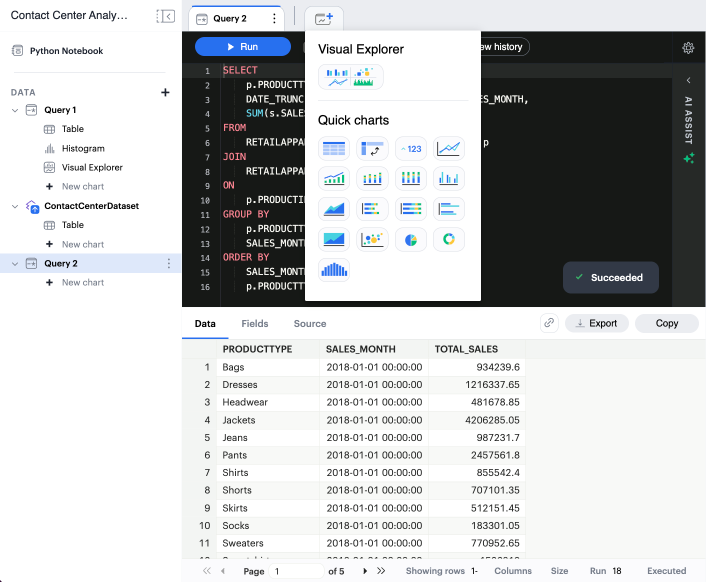 Contact Center Analy...
Python Notebook
DATA
Query 1
Table
Histogram
Visual Explorer
New chart
ContactCenterDataset
Table
New chart
Query 2
New chart
Query 2
Run
ew history
Visual Explorer
Quick charts
123
1 SELECT
2 p.PRODUCTT
3 DATE_TRUNC ES_MONTH,
4 SUM(s.SALE
5 FROM
6 RETAILAPPA p
7 JOIN
8 RETAILAPPA
9 ON
10 p.PRODUCTI
11 GROUP BY
12 p.PRODUCTT
13 SALES_MONT
14 ORDER BY
15 SALES_MONT
16 p.PRODUCTT
AI ASSIST
Succeeded
Data Fields Source
Export Copy
PRODUCTTYPE SALES_MONTH TOTAL_SALES
1 Bags 2018-01-01 00:00:00 934239.6
2 Dresses 2018-01-01 00:00:00 1216337.65
3 Headwear 2018-01-01 00:00:00 481678.85
4 Jackets 2018-01-01 00:00:00 4206285.05
5 Jeans 2018-01-01 00:00:00 987231.7
6 Pants 2018-01-01 00:00:00 2457561.8
7 Shirts 2018-01-01 00:00:00 855542.4
8 Shorts 2018-01-01 00:00:00 707101.35
9 Skirts 2018-01-01 00:00:00 512151.45
10 Socks 2018-01-01 00:00:00 183301.05
11 Sweaters 2018-01-01 00:00:00 770952.65
Page 1 of 5 Showing rows 1- Columns Size Run 18 Executed